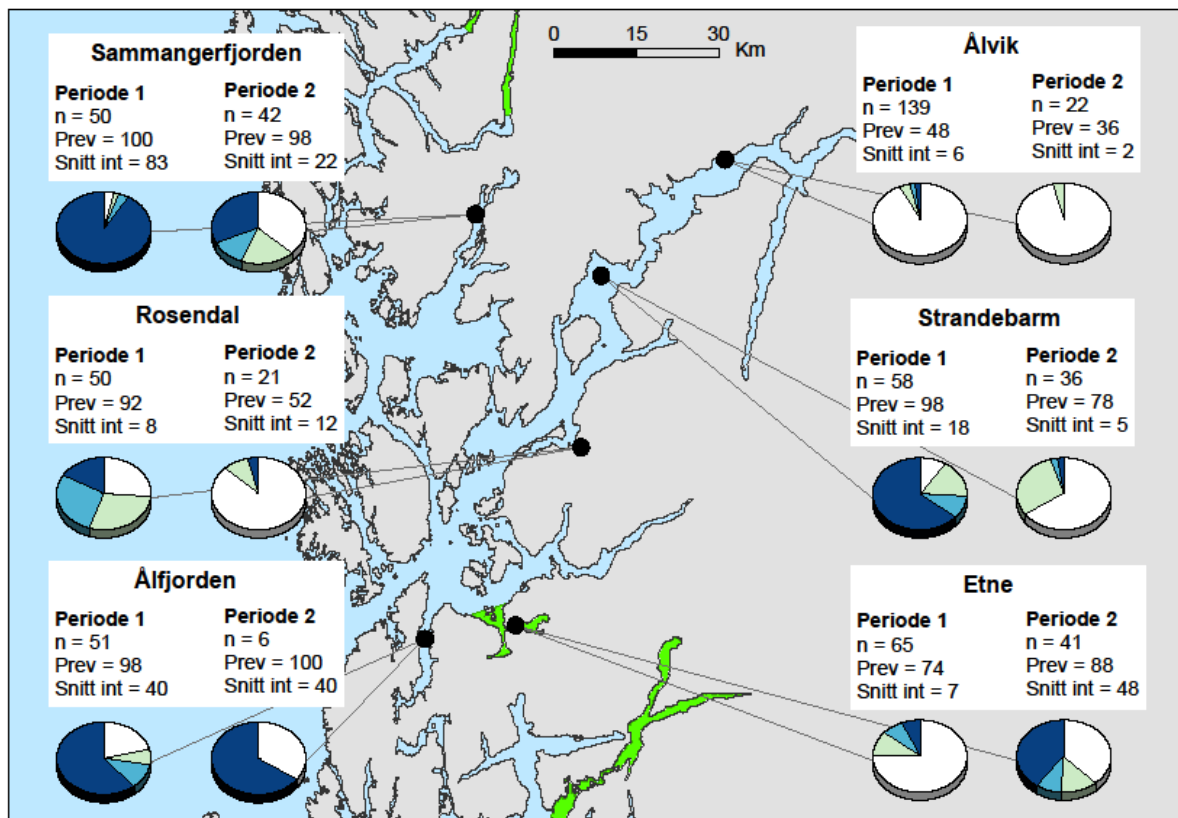 0 15 30
Km
Sammangerfjorden
Periode 1
n = 50
Prev = 100
Snitt int = 83
Periode 2
n = 42
Prev = 98
Snitt int = 22
Ålvik
Periode 1
n = 139
Prev = 48
Snitt int = 6
Periode 2
n = 22
Prev = 36
Snitt int = 2
Rosendal
Periode 1
n = 50
Prev = 92
Snitt int = 8
Periode 2
n = 21
Prev = 52
Snitt int = 12
Strandebarm
Periode 1
n = 58
Prev = 98
Snitt int = 18
Periode 2
n = 36
Prev = 78
Snitt int = 5
Ålfjorden
Periode 1
n = 51
Prev = 98
Snitt int = 40
Periode 2
n = 6
Prev = 100
Snitt int = 40
Etne
Periode 1
n = 65
Prev = 74
Snitt int = 7
Periode 2
n = 41
Prev = 88
Snitt int = 48